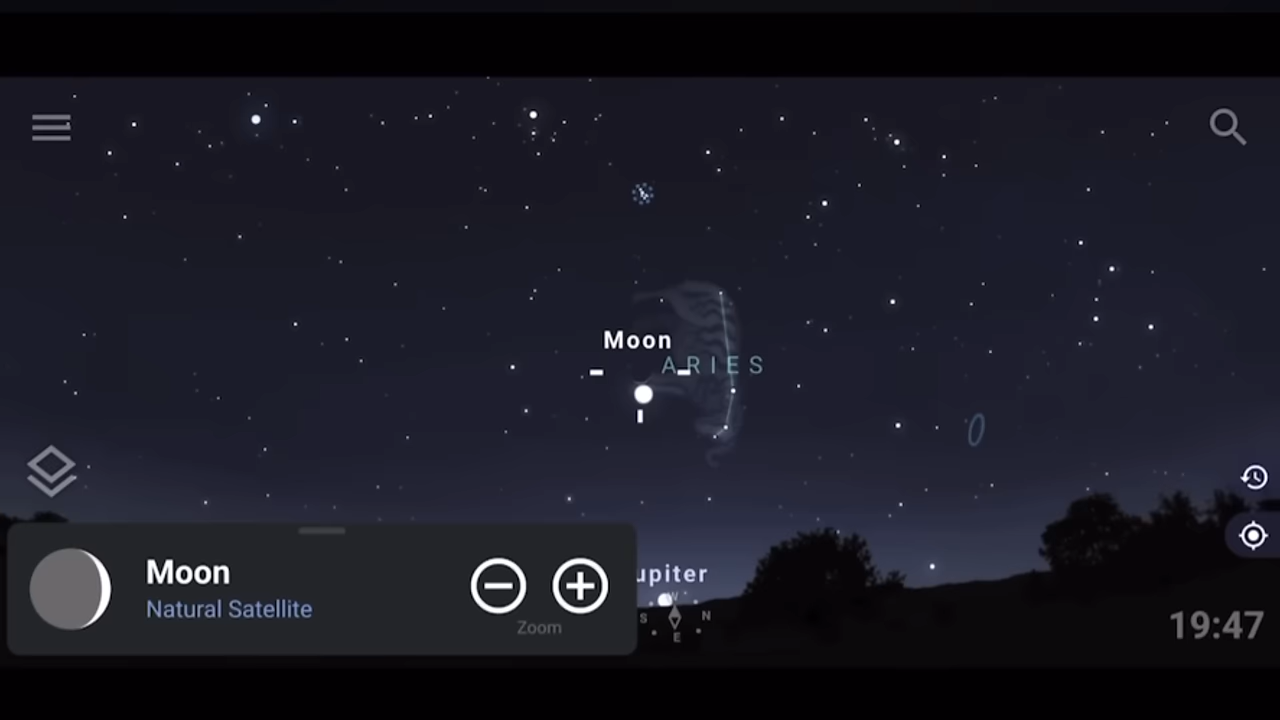 Moon
ARIES
Moon
Natural Satellite
Zoom
upiter
W
S N
E
19:47